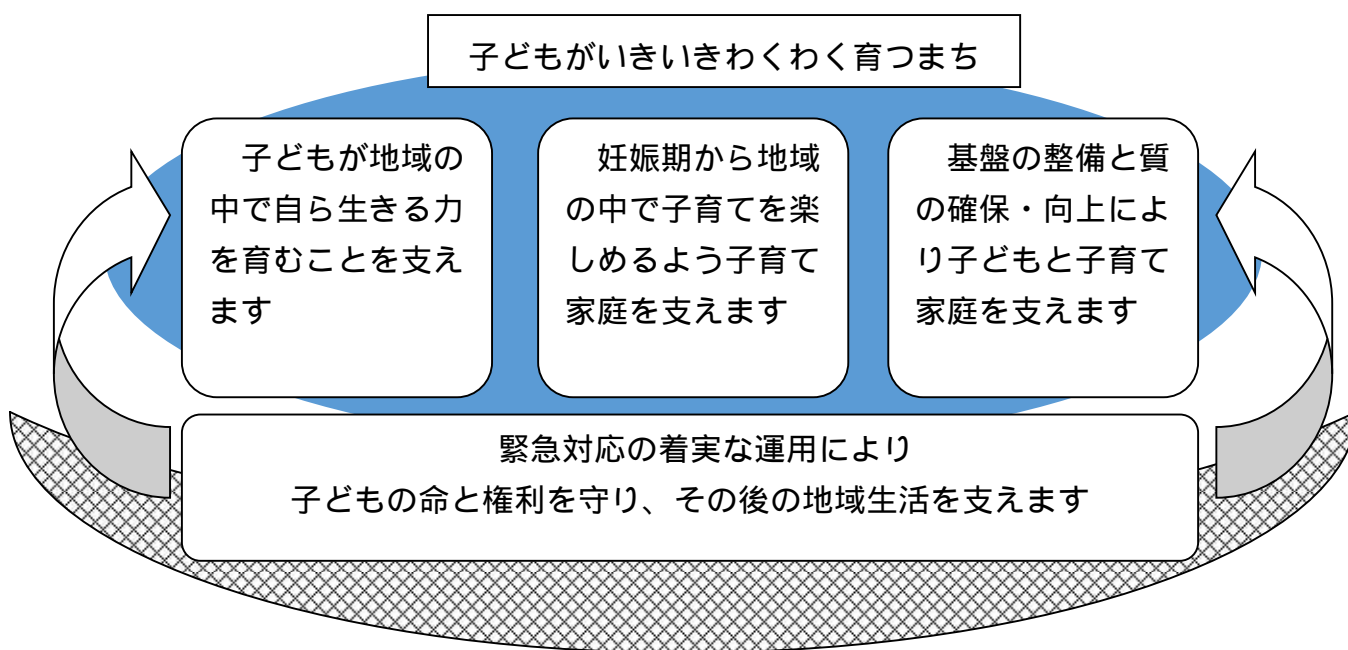 子どもがいきいきわくわく育つまち
子どもが地域の
中で自ら生きる力
を育むことを支え
ます
妊娠期から地域
の中で子育てを楽
しめるよう子育て
家庭を支えます
基盤の整備と質
の確保・向上によ
り子どもと子育て
家庭を支えます
緊急対応の着実な運用により
子どもの命と権利を守り、その後の地域生活を支えます